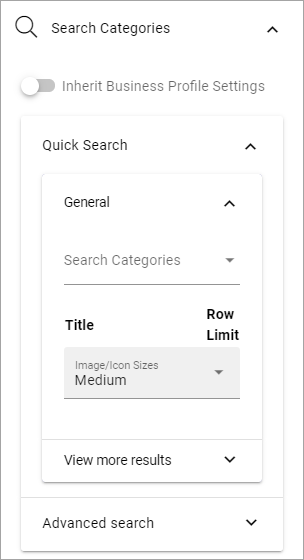 Search Categories
Inherit Business Profile Settings
Quick Search
General
Search Categories
Title Row Limit
Image/Icon Sizes
Medium
View more results
Advanced search